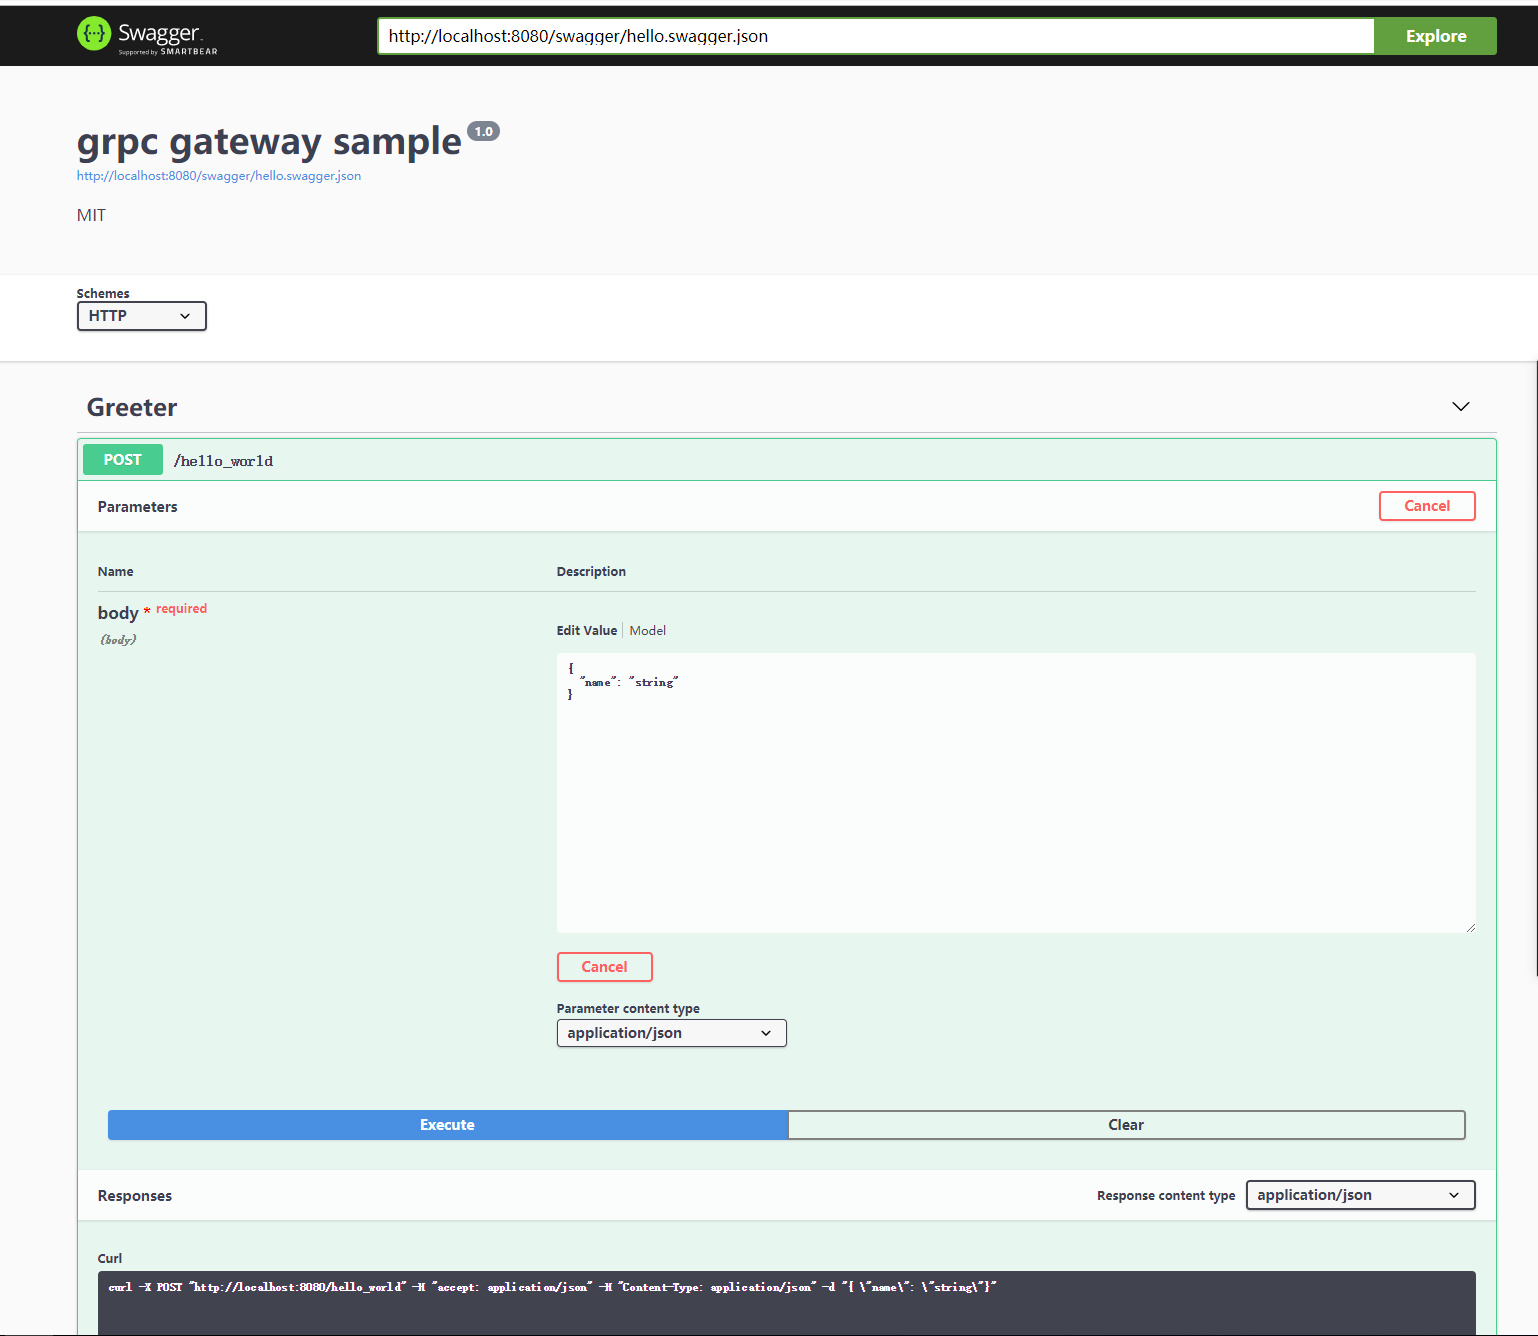 Swagger
Supported by SMARTBEAR
http://localhost:8080/swagger/hello.swagger.json
Explore
grpc gateway sample 1.0
http://localhost:8080/swagger/hello.swagger.json
MIT
Schemes
HTTP
Greeter
POST /hello_world
Parameters
Cancel
Name Description
body * required
(body)
Edit Value Model
{
"name": "string"
}
Cancel
Parameter content type
application/json
Execute Clear
Responses
Response content type application/json
Curl
curl -X POST "http://localhost:8080/hello_world" -H "accept: application/json" -H "Content-Type: application/json" -d "{ \"name\": \"string\"}"